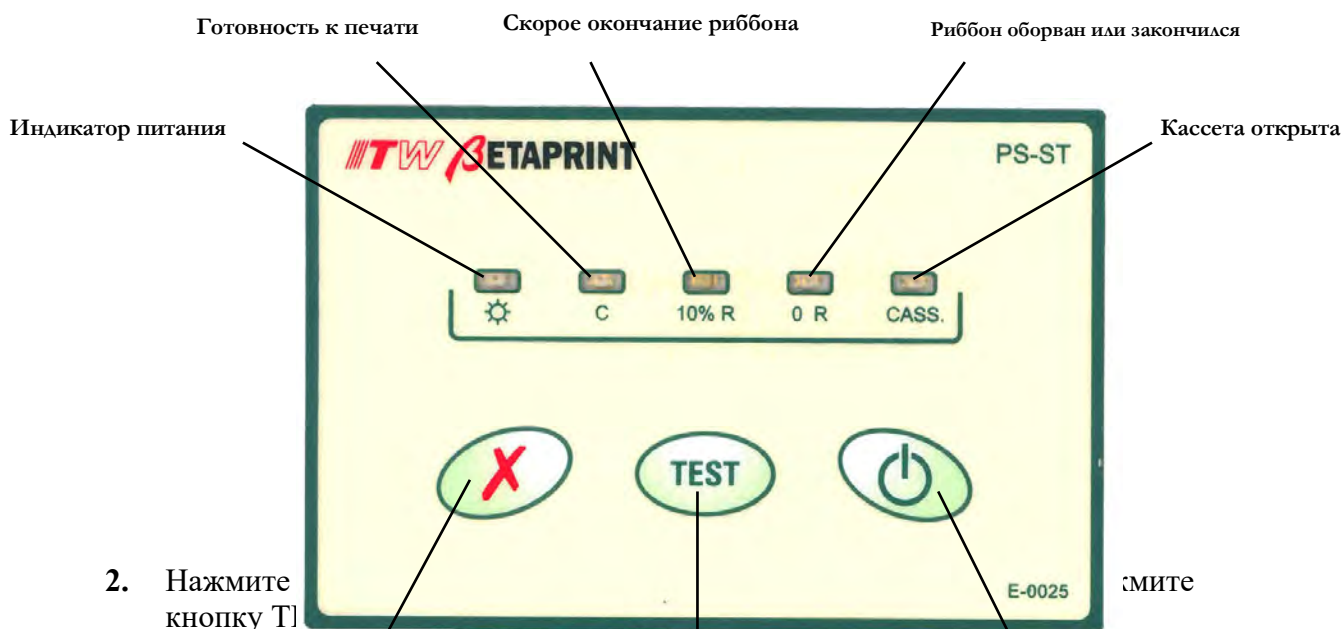 Готовность к печати
Скорое окончание риббона
Риббон оборван или закончился
Индикатор питания
Кассета открыта
ITW BETAPRINT
PS-ST
C
10% R
0 R
CASS.
X
TEST
2. Нажмите
кнопку
E-0025